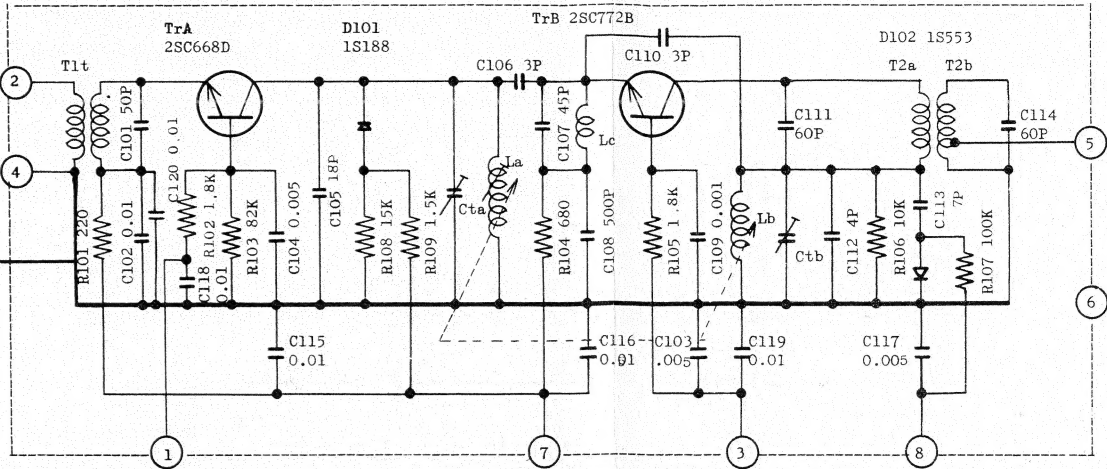 TrA
2SC668D
D101
1S188
TrB 2SC772B
D102 1S553
T1t
C106 3P
C110 3P
T2a
T2b
2
C101 50P
C107 45P
Lc
C111
60P
C114
60P
5
4
C120 0.01
R102 1.8K
C105 18P
La
Cta
Lb
Ctb
R101 220
C102 0.01
C118
0.01
R103 82K
C104 0.005
R108 15K
R109 1.5K
R104 680
C108 500P
R105 1.8K
C109 0.001
C112 4P
R106 10K
C113
7P
R107 100K
6
C115
0.01
C116
0.01
C103
.005
C119
0.01
C117
0.005
1
7
3
8